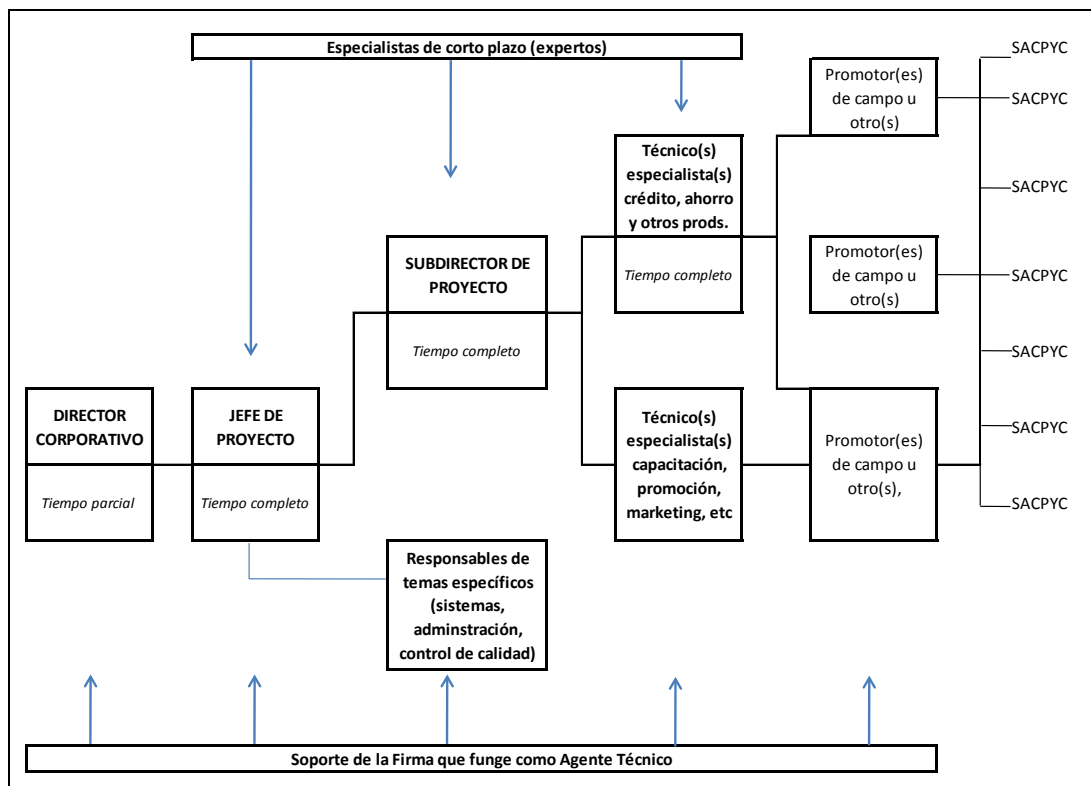 Especialistas de corto plazo (expertos)
SACPYC
Promotor(es)
de campo u
otro(s)
SACPYC
Técnico(s)
especialista(s)
crédito, ahorro
y otros prods.
Tiempo completo
SACPYC
SUBDIRECTOR DE
PROYECTO
Tiempo completo
Promotor(es)
de campo u
otro(s)
SACPYC
SACPYC
DIRECTOR
CORPORATIVO
Tiempo parcial
JEFE DE
PROYECTO
Tiempo completo
Técnico(s)
especialista(s)
capacitación,
promoción,
marketing, etc
Promotor(es)
de campo u
otro(s),
SACPYC
SACPYC
Responsables de
temas específicos
(sistemas,
adminstración,
control de calidad)
Soporte de la Firma que funge como Agente Técnico